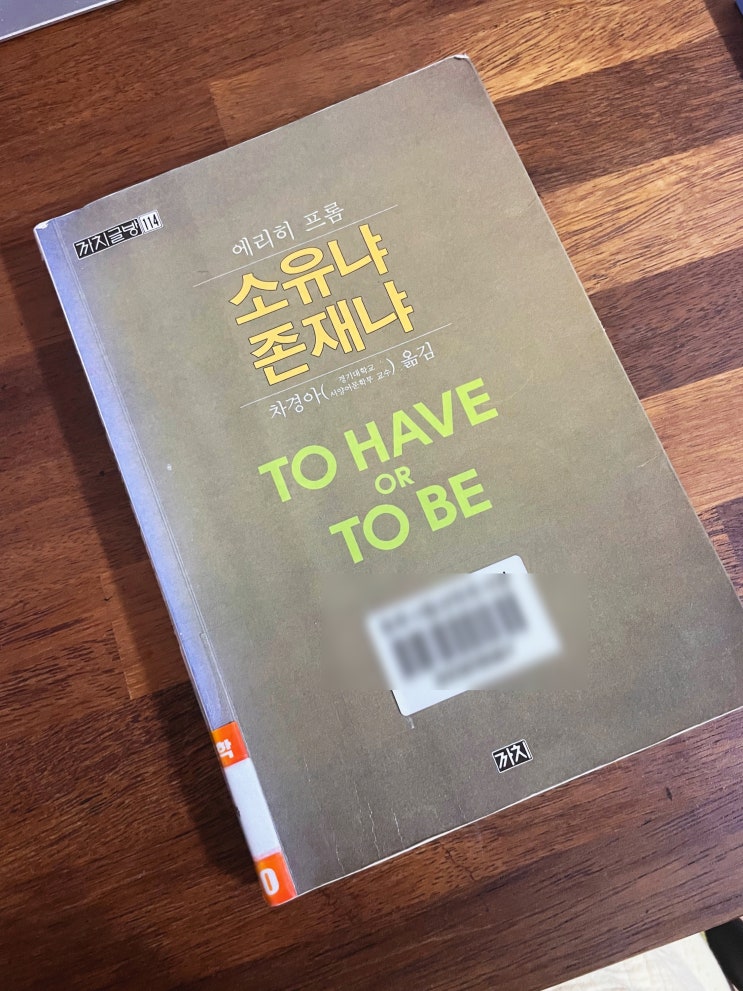 까치글방 114
에리히 프롬
소유냐
존재냐
차경아(경기대학교 서양어문학부 교수) 옮김
TO HAVE
OR
TO BE
까치
학
0